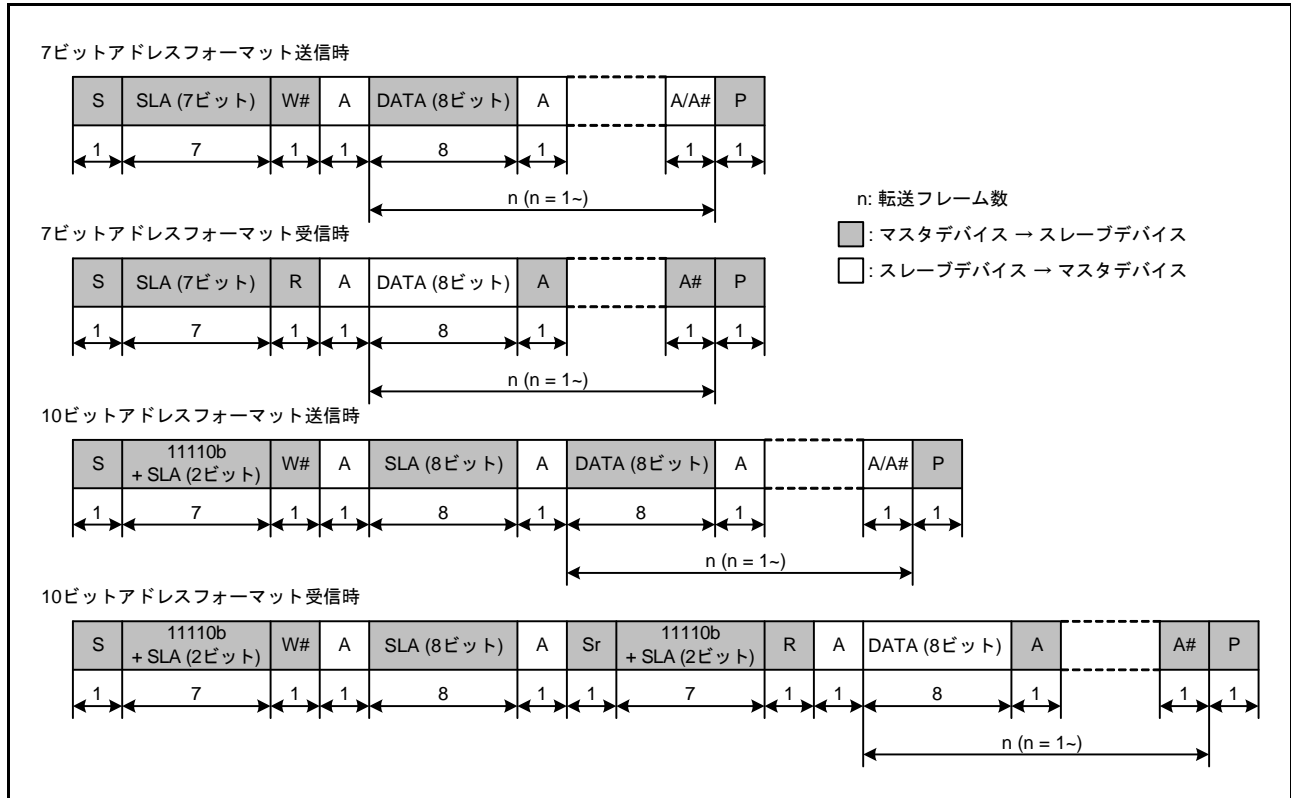 7ビットアドレスフォーマット送信時
S SLA (7ビット) W# A DATA (8ビット) A A/A# P
1 7 1 1 8 1 1 1
n (n = 1~)
n: 転送フレーム数
: マスタデバイス → スレーブデバイス
: スレーブデバイス → マスタデバイス
7ビットアドレスフォーマット受信時
S SLA (7ビット) R A DATA (8ビット) A A# P
1 7 1 1 8 1 1 1
n (n = 1~)
10ビットアドレスフォーマット送信時
S 11110b + SLA (2ビット) W# A SLA (8ビット) A DATA (8ビット) A A/A# P
1 7 1 1 8 1 8 1 1 1
n (n = 1~)
10ビットアドレスフォーマット受信時
S 11110b + SLA (2ビット) W# A SLA (8ビット) A Sr 11110b + SLA (2ビット) R A DATA (8ビット) A A# P
1 7 1 1 8 1 1 7 1 1 8 1 1 1
n (n = 1~)